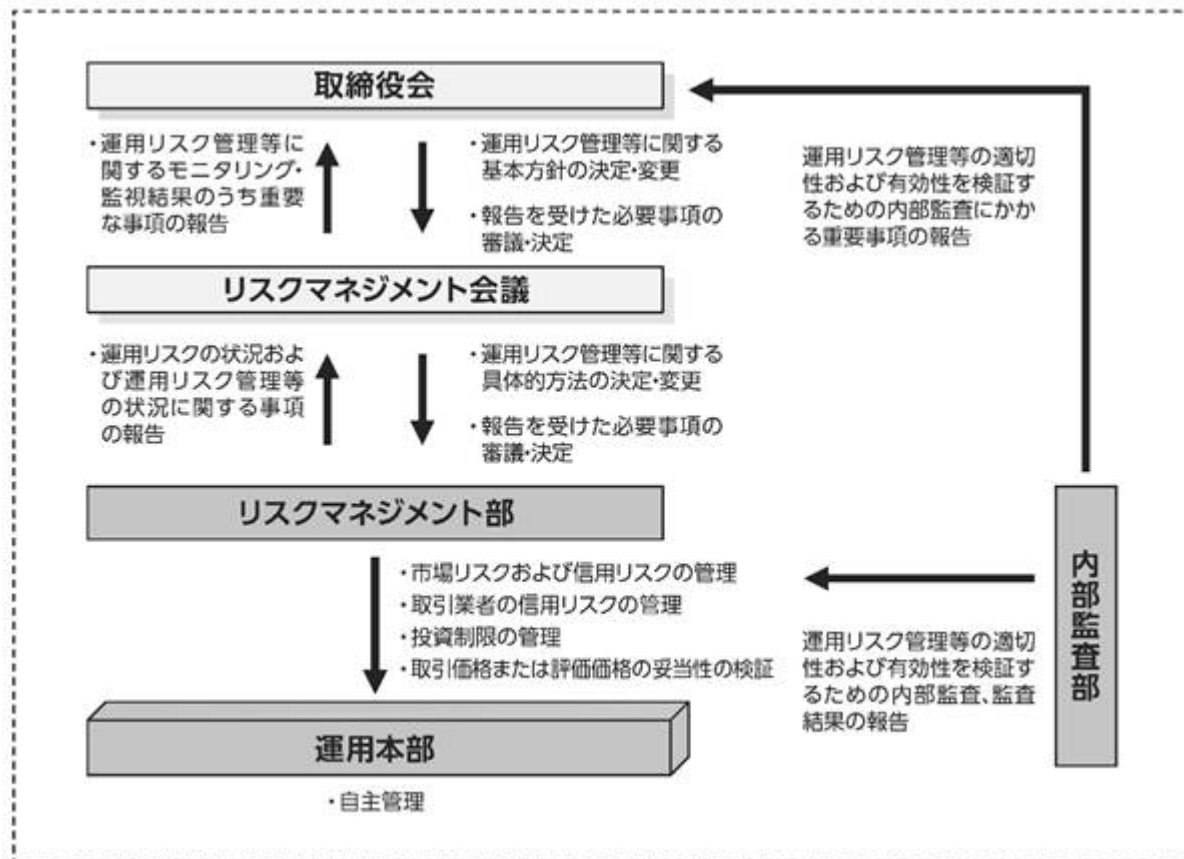 取締役会
・運用リスク管理等に
関するモニタリング・
監視結果のうち重要
な事項の報告
・運用リスク管理等に関する
基本方針の決定・変更
・報告を受けた必要事項の
審議・決定
運用リスク管理等の適切
性および有効性を検証す
るための内部監査にかか
る重要事項の報告
リスクマネジメント会議
・運用リスクの状況およ
び運用リスク管理等
の状況に関する事項
の報告
・運用リスク管理等に関する
具体的方法の決定・変更
・報告を受けた必要事項の
審議・決定
リスクマネジメント部
・市場リスクおよび信用リスクの管理
・取引業者の信用リスクの管理
・投資制限の管理
・取引価格または評価価格の妥当性の検証
運用リスク管理等の適切
性および有効性を検証す
るための内部監査、監査
結果の報告
内部監査部
運用本部
・自主管理